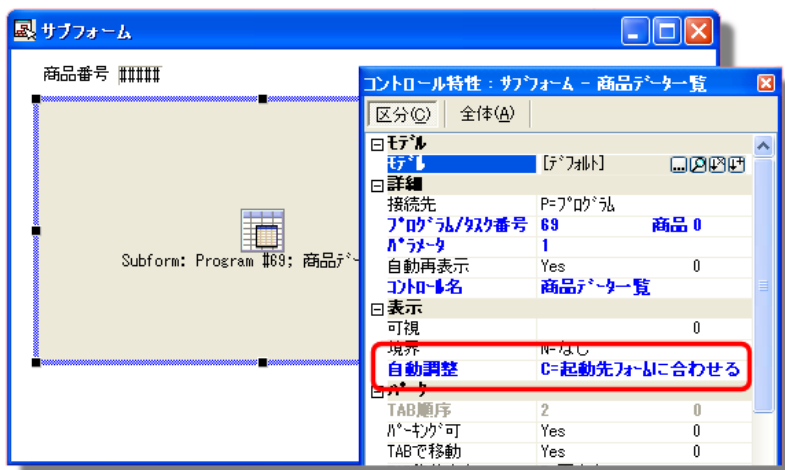 サブフォーム
商品番号 #####
Subform: Program #69; 商品デ
コントロール特性：サブフォーム - 商品データ一覧
区分(C) 全体(A)
モデル
モデル [デフォルト]
詳細
接続先 P=プログラム
プログラム/タスク番号 69 商品 0
パラメータ 1
自動再表示 Yes 0
コントロール名 商品データ一覧
表示
可視 0
境界 N=なし
自動調整 C=起動先フォームに合わせる
パーク
TAB順序 2 0
パーキング可 Yes 0
TABで移動 Yes 0